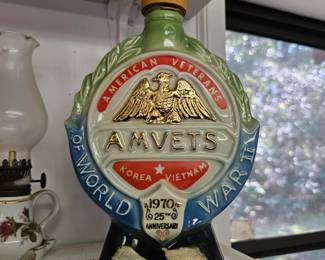 AMERICAN VETERANS
AMVETS
KOREA ★ VIETNAM
OF WORLD WAR II
1970
25TH
ANNIVERSARY